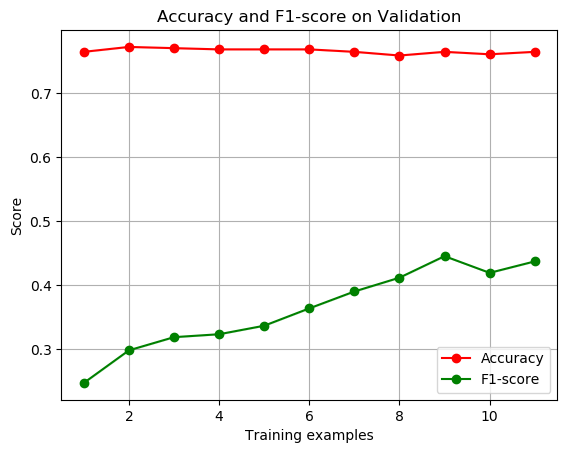 Accuracy and F1-score on Validation
Score
0.7
0.6
0.5
0.4
0.3
Accuracy
F1-score
2 4 6 8 10
Training examples